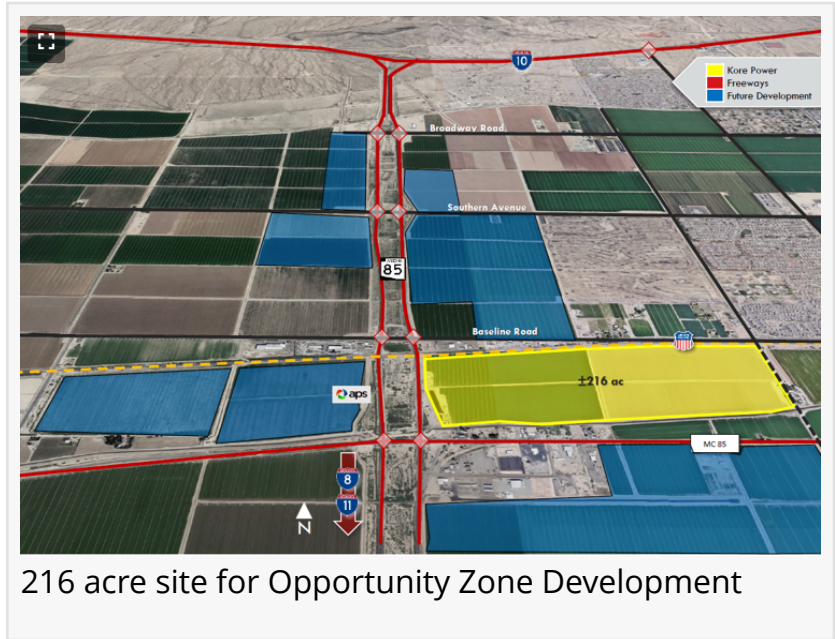 10
Kore Power
Freeways
Future Development
Broadway Road
Southern Avenue
85
Baseline Road
±216 ac
aps
MC 85
8
11
N
216 acre site for Opportunity Zone Development